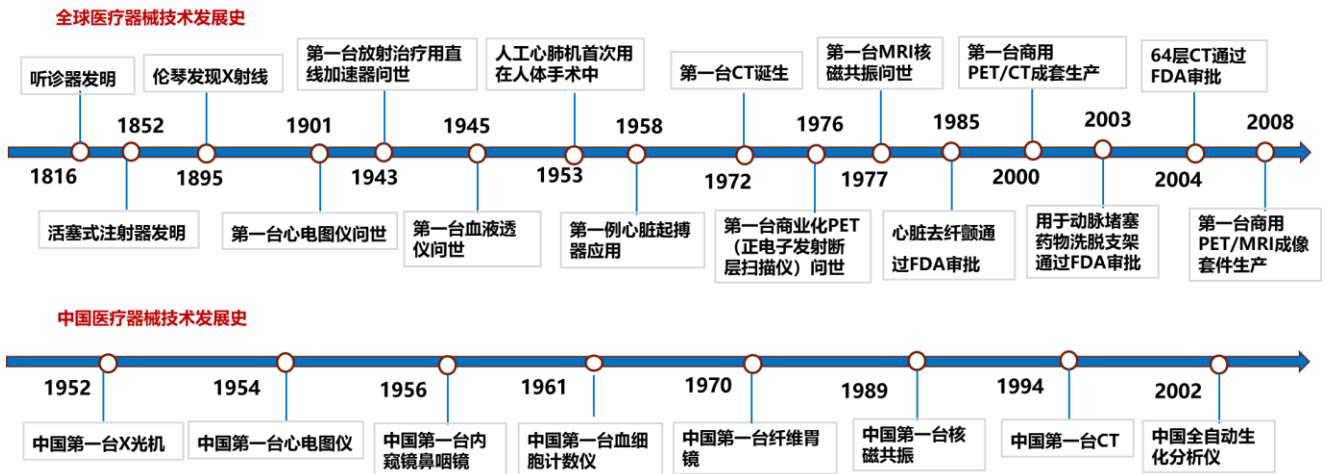 全球医疗器械技术发展史
听诊器发明
伦琴发现X射线
第一台放射治疗用直
线加速器问世
人工心肺机首次用
在人体手术中
第一台CT诞生
第一台MRI核
磁共振问世
第一台商用
PET/CT成套生产
64层CT通过
FDA审批
1852
1901
1945
1958
1976
1985
2003
2008
1816
1895
1943
1953
1972
1977
2000
2004
活塞式注射器发明
第一台心电图仪问世
第一台血液透
仪问世
第一例心脏起搏
器应用
第一台商业化PET
（正电子发射断
层扫描仪）问世
心脏去纤颤通
过FDA审批
用于动脉堵塞
药物洗脱支架
通过FDA审批
第一台商用
PET/MRI成像
套件生产
中国医疗器械技术发展史
1952
1954
1956
1961
1970
1989
1994
2002
中国第一台X光机
中国第一台心电图仪
中国第一台内
窥镜鼻咽镜
中国第一台血细
胞计数仪
中国第一台纤维胃
镜
中国第一台核
磁共振
中国第一台CT
中国全自动生
化分析仪